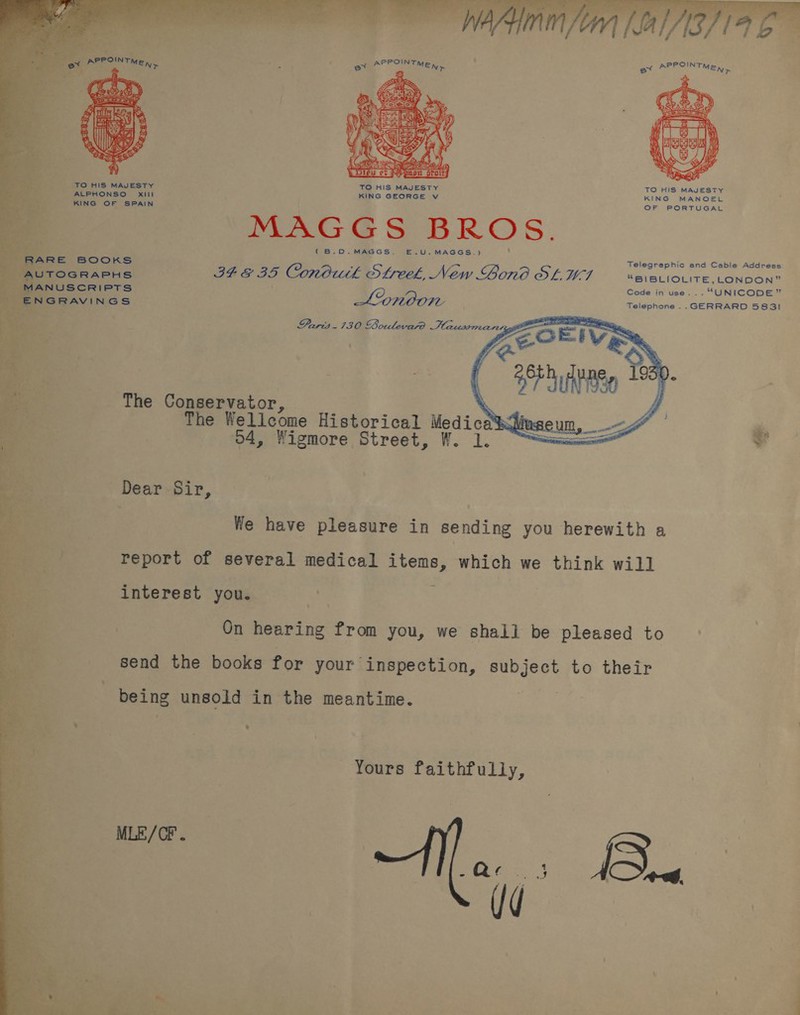 WA/HMM/CM/Sal/13/196
BY APPOINTMENT
BY APPOINTMENT
BY APPOINTMENT
TO HIS MAJESTY
ALPHONSO XIII
KING OF SPAIN
TO HIS MAJESTY
KING GEORGE V
TO HIS MAJESTY
KING MANOEL
OF PORTUGAL
MAGGS BROS.
(B.D. MAGGS. E.U. MAGGS.)
RARE BOOKS
AUTOGRAPHS
MANUSCRIPTS
ENGRAVINGS
34 & 35 Conduit Street, New Bond St. W.1
London
Paris - 130 Boulevard Haussmann
Telegraphic and Cable Address:
"BIBLIOLITE, LONDON"
Code in use... "UNICODE"
Telephone.. GERRARD 5831
RECEIVED
27 JUN 1930
26th June, 1930.
The Conservator,
The Wellcome Historical Medical Museum,
54, Wigmore Street, W. 1.
Dear Sir,
We have pleasure in sending you herewith a
report of several medical items, which we think will
interest you.
On hearing from you, we shall be pleased to
send the books for your inspection, subject to their
being unsold in the meantime.
Yours faithfully,
MLE/CF.
Maggs Bros.